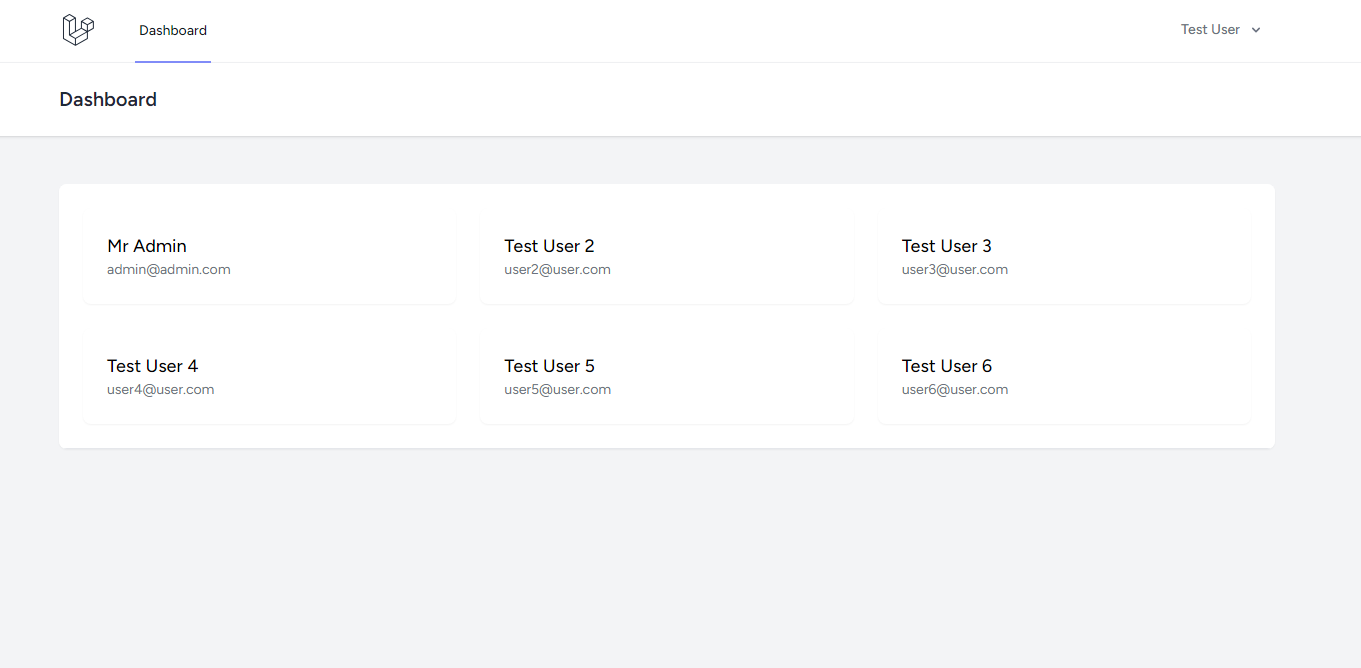 Dashboard
Test User
Dashboard
Mr Admin
admin@admin.com
Test User 2
user2@user.com
Test User 3
user3@user.com
Test User 4
user4@user.com
Test User 5
user5@user.com
Test User 6
user6@user.com